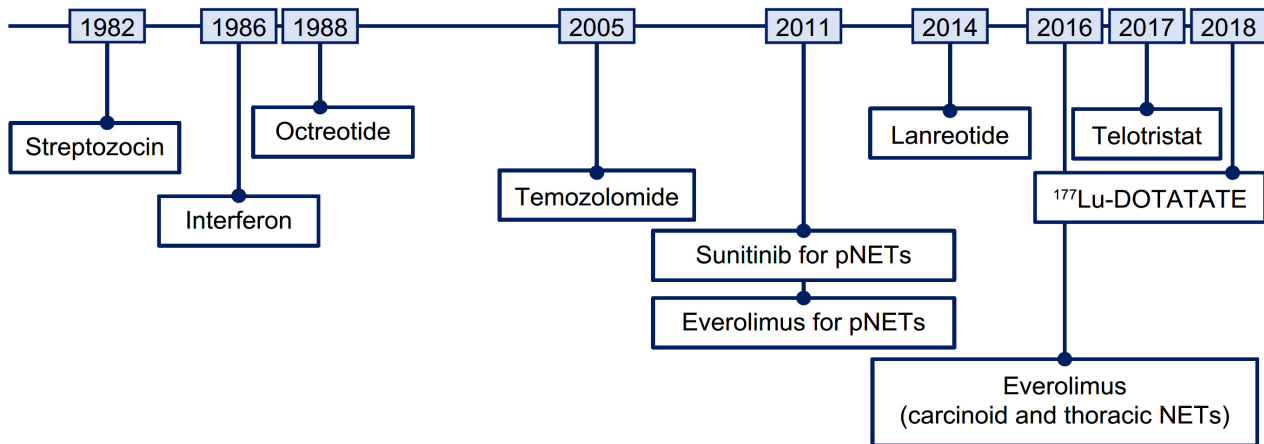 1982
1986
1988
2005
2011
2014
2016
2017
2018
Streptozocin
Interferon
Octreotide
Temozolomide
Sunitinib for pNETs
Everolimus for pNETs
Lanreotide
Everolimus
(carcinoid and thoracic NETs)
Telotristat
¹⁷⁷Lu-DOTATATE